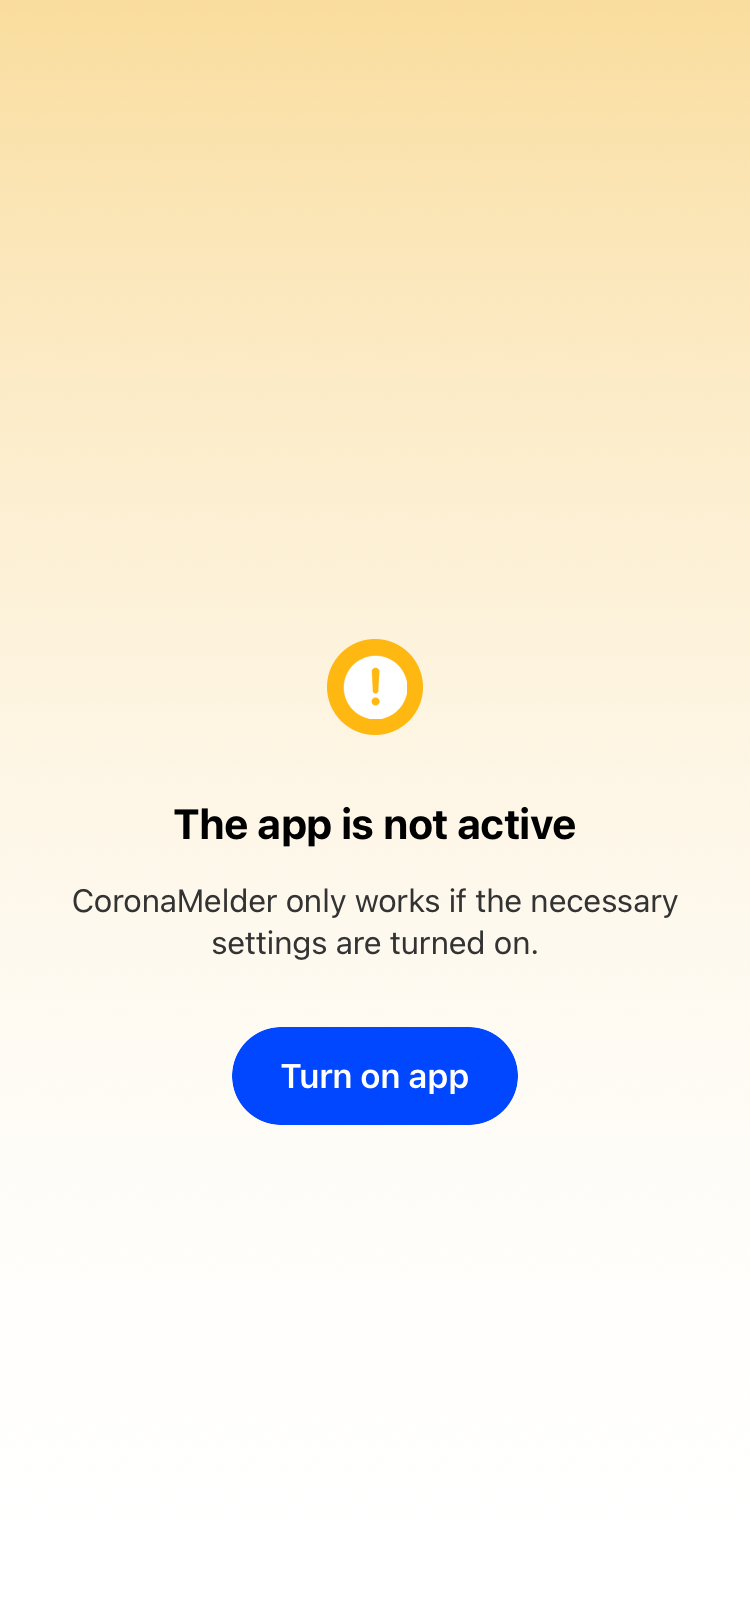 The app is not active
CoronaMelder only works if the necessary
settings are turned on.
Turn on app